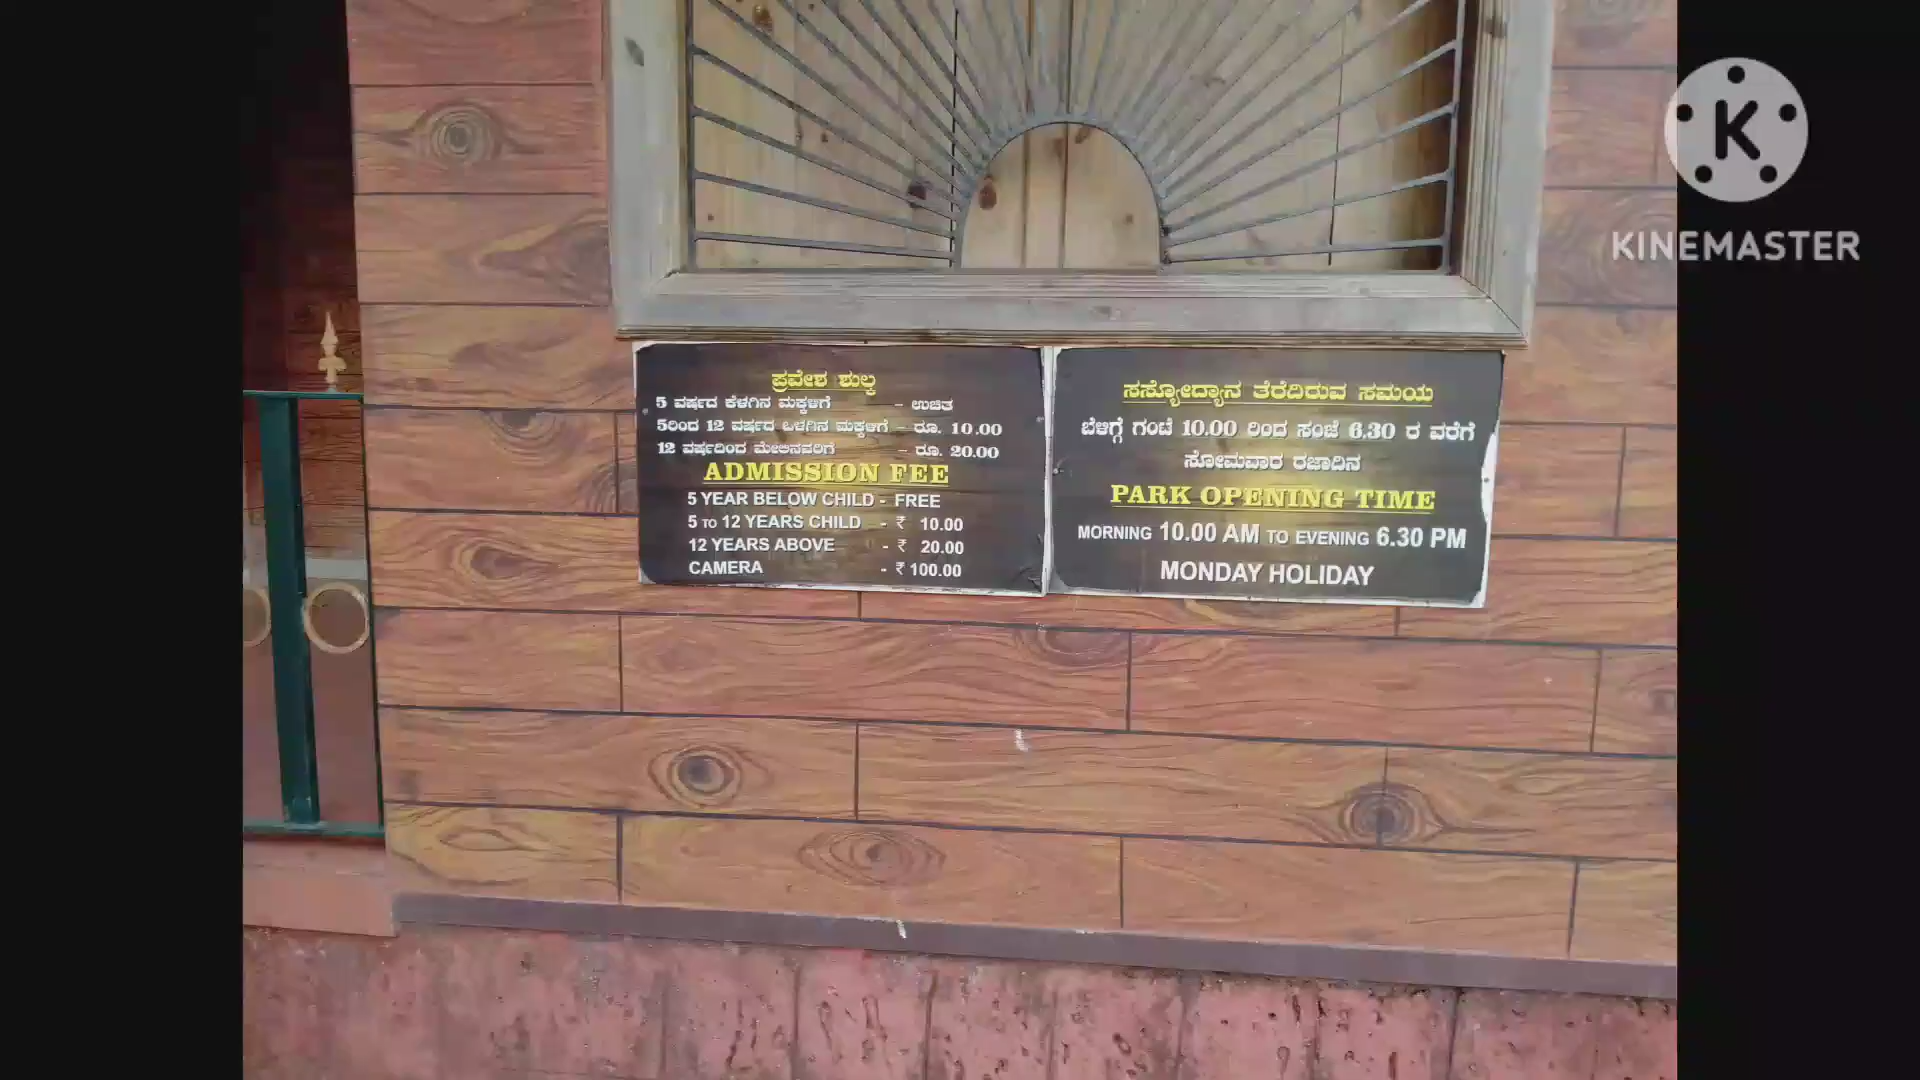 ಪ್ರವೇಶ ಶುಲ್ಕ
5 ವರ್ಷದ ಕೆಳಗಿನ ಮಕ್ಕಳಿಗೆ - ಉಚಿತ
5ರಿಂದ 12 ವರ್ಷದ ಒಳಗಿನ ಮಕ್ಕಳಿಗೆ - ರೂ. 10.00
12 ವರ್ಷದಿಂದ ಮೇಲಿನವರಿಗೆ - ರೂ. 20.00
ADMISSION FEE
5 YEAR BELOW CHILD - FREE
5 TO 12 YEARS CHILD - ₹ 10.00
12 YEARS ABOVE - ₹ 20.00
CAMERA - ₹ 100.00
ಸಸ್ಯೋದ್ಯಾನ ತೆರೆದಿರುವ ಸಮಯ
ಬೆಳಿಗ್ಗೆ ಗಂಟೆ 10.00 ರಿಂದ ಸಂಜೆ 6.30 ರ ವರೆಗೆ
ಸೋಮವಾರ ರಜಾದಿನ
PARK OPENING TIME
MORNING 10.00 AM TO EVENING 6.30 PM
MONDAY HOLIDAY
K
KINEMASTER